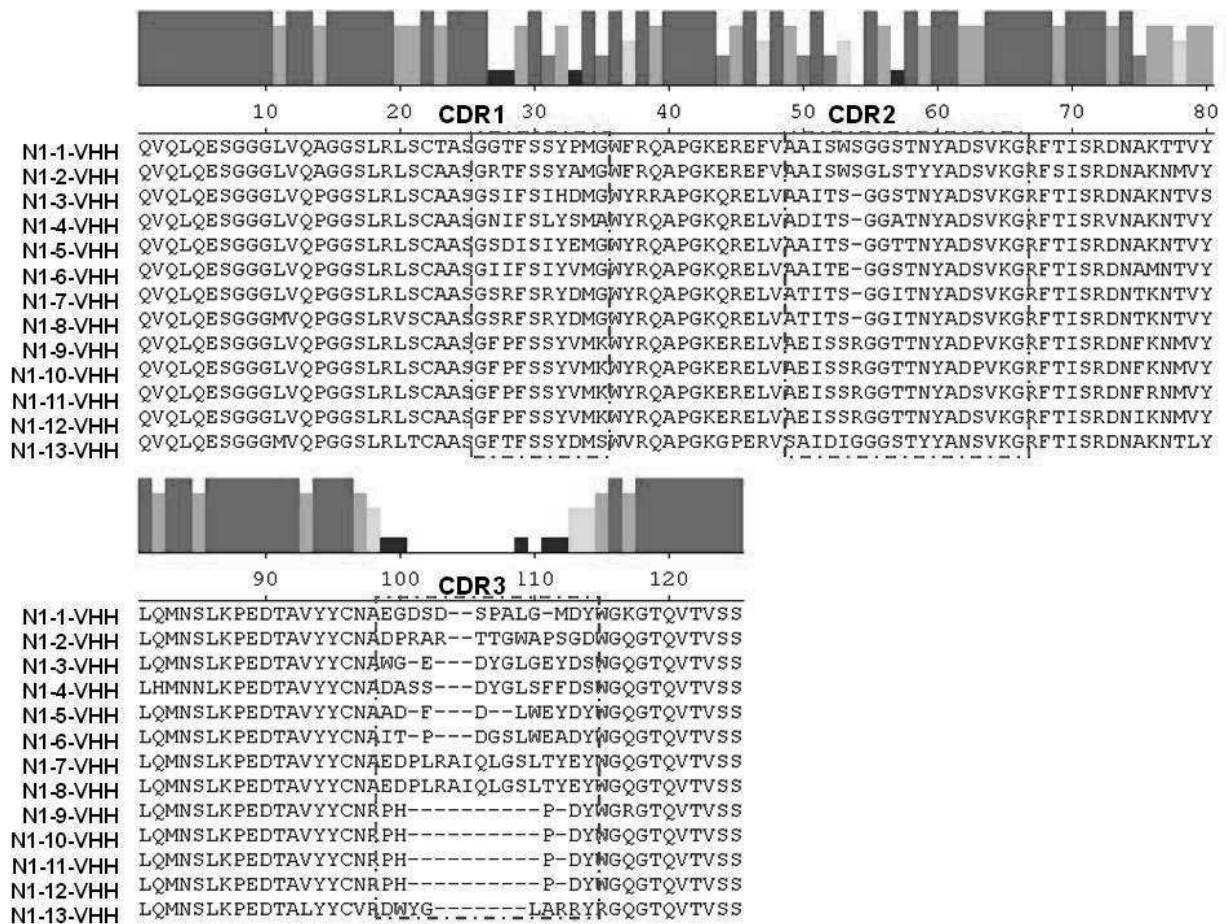 10 20 CDR1 30 40 50 CDR2 60 70 80
N1-1-VHH QVQLQESGGGLVQAGGSLRLSCTASGGTFSSYPMGWFRQAPGKEREFVAAISWSGGSTNYADSVKGRFTISRDNAKTTVY
N1-2-VHH QVQLQESGGGLVQAGGSLRLSCAASGRTFSSYAMGWFRQAPGKEREFVAAISWSGLSTYYADSVKGRFSISRDNAKNMVY
N1-3-VHH QVQLQESGGGLVQPGGSLRLSCAASGSIFSIHDMGWYRRAPGKQRELVAAITS-GGSTNYADSVKGRFTISRDNAKNTVS
N1-4-VHH QVQLQESGGGLVQPGGSLRLSCAASGNIFSLYSMAWYRQAPGKQRELVADITS-GGATNYADSVKGRFTISRVNAKNTVY
N1-5-VHH QVQLQESGGGLVQPGGSLRLSCAASGSDISIYEMGWYRQAPGKQRELVAAITS-GGTTNYADSVKGRFTISRDNAKNTVY
N1-6-VHH QVQLQESGGGLVQPGGSLRLSCAASGIIFSIYVMGWYRQAPGKQRELVAAITE-GGSTNYADSVKGRFTISRDNAMNTVY
N1-7-VHH QVQLQESGGGLVQPGGSLRLSCAASGSRFSRYDMGWYRQAPGKQRELVATITS-GGITNYADSVKGRFTISRDNTKNTVY
N1-8-VHH QVQLQESGGGMVQPGGSLRVSCAASGSRFSRYDMGWYRQAPGKQRELVATITS-GGITNYADSVKGRFTISRDNTKNTVY
N1-9-VHH QVQLQESGGGLVQPGGSLRLSCAASGFPFSSYVMKWYRQAPGKERELVAEISSRGGTTNYADPVKGRFTISRDNFKNMVY
N1-10-VHH QVQLQESGGGLVQPGGSLRLSCAASGFPFSSYVMKWYRQAPGKERELVAEISSRGGTTNYADPVKGRFTISRDNFKNMVY
N1-11-VHH QVQLQESGGGLVQPGGSLRLSCAASGFPFSSYVMKWYRQAPGKERELVAEISSRGGTTNYADSVKGRFTISRDNFRNMVY
N1-12-VHH QVQLQESGGGLVQPGGSLRLSCAASGFPFSSYVMKWYRQAPGKERELVAEISSRGGTTNYADSVKGRFTISRDNIKNMVY
N1-13-VHH QVQLQESGGGMVQPGGSLRLTCAASGFTFSSYDMSWVRQAPGKGPERVSAIDIGGGSTYYANSVKGRFTISRDNAKNTLY
90 100 CDR3 110 120
N1-1-VHH LQMNSLKPEDTAVYYCNAEGDSD--SPALG-MDYWGKGTQVTVSS
N1-2-VHH LQMNSLKPEDTAVYYCNADPRAR--TTGWAPSGDWGQGTQVTVSS
N1-3-VHH LQMNSLKPEDTAVYYCNAWG-E---DYGLGEYDSWGQGTQVTVSS
N1-4-VHH LHMNNLKPEDTAVYYCNADASS---DYGLSFFDSWGQGTQVTVSS
N1-5-VHH LQMNSLKPEDTAVYYCNAAD-F---D--LWEYDYWGQGTQVTVSS
N1-6-VHH LQMNSLKPEDTAVYYCNAIT-P---DGSLWEADYWGQGTQVTVSS
N1-7-VHH LQMNSLKPEDTAVYYCNAEDPLRAIQLGSLTYEYWGQGTQVTVSS
N1-8-VHH LQMNSLKPEDTAVYYCNAEDPLRAIQLGSLTYEYWGQGTQVTVSS
N1-9-VHH LQMNSLKPEDTAVYYCNRPH----------P-DYWGRGTQVTVSS
N1-10-VHH LQMNSLKPEDTAVYYCNRPH----------P-DYWGQGTQVTVSS
N1-11-VHH LQMNSLKPEDTAVYYCNRPH----------P-DYWGQGTQVTVSS
N1-12-VHH LQMNSLKPEDTAVYYCNRPH----------P-DYWGQGTQVTVSS
N1-13-VHH LQMNSLKPEDTALYYCVRDWYG-------LARRYRGQGTQVTVSS